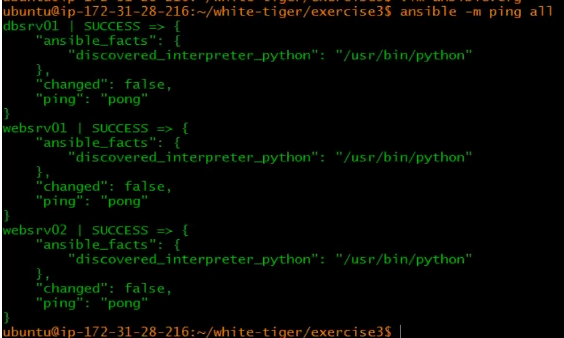 ubuntu@ip-172-31-28-216:~/white-tiger/exercise3$ ansible -m ping all
dbsrv01 | SUCCESS => {
    "ansible_facts": {
        "discovered_interpreter_python": "/usr/bin/python"
    },
    "changed": false,
    "ping": "pong"
}
websrv01 | SUCCESS => {
    "ansible_facts": {
        "discovered_interpreter_python": "/usr/bin/python"
    },
    "changed": false,
    "ping": "pong"
}
websrv02 | SUCCESS => {
    "ansible_facts": {
        "discovered_interpreter_python": "/usr/bin/python"
    },
    "changed": false,
    "ping": "pong"
}
ubuntu@ip-172-31-28-216:~/white-tiger/exercise3$